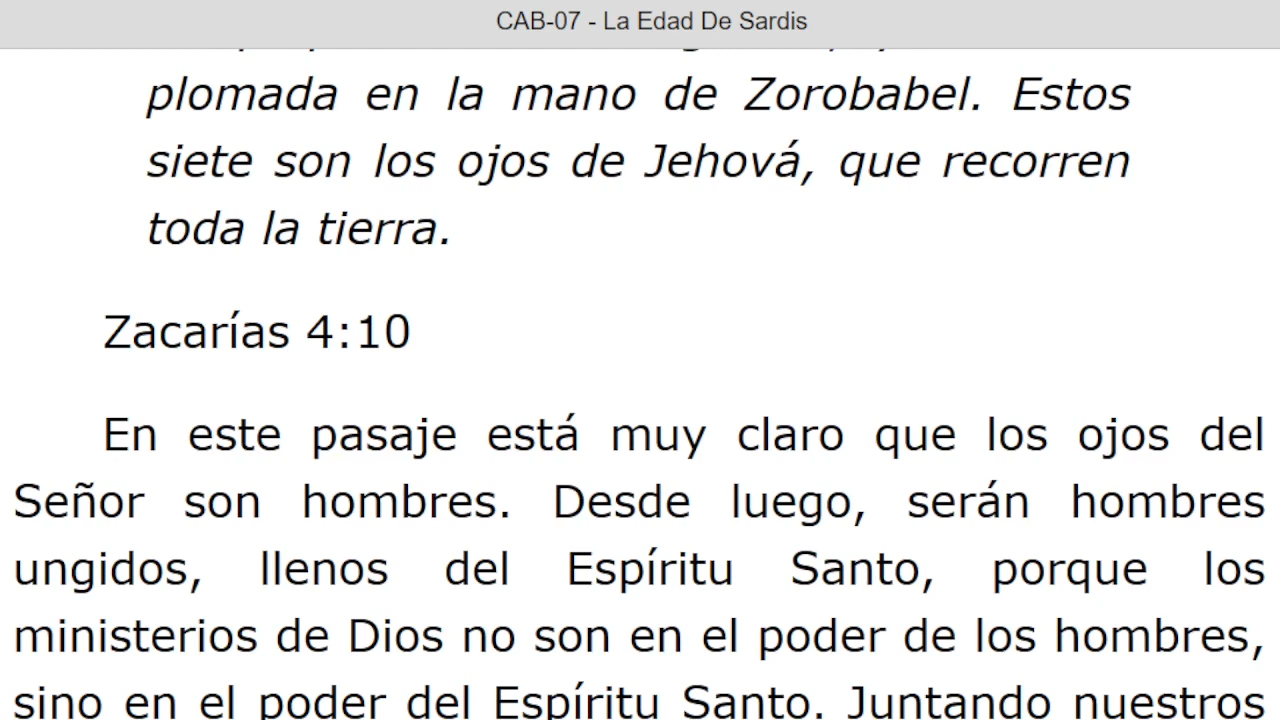 CAB-07 - La Edad De Sardis
plomada en la mano de Zorobabel. Estos
siete son los ojos de Jehová, que recorren
toda la tierra.
Zacarías 4:10
En este pasaje está muy claro que los ojos del
Señor son hombres. Desde luego, serán hombres
ungidos, llenos del Espíritu Santo, porque los
ministerios de Dios no son en el poder de los hombres,
sino en el poder del Espíritu Santo. Juntando nuestros